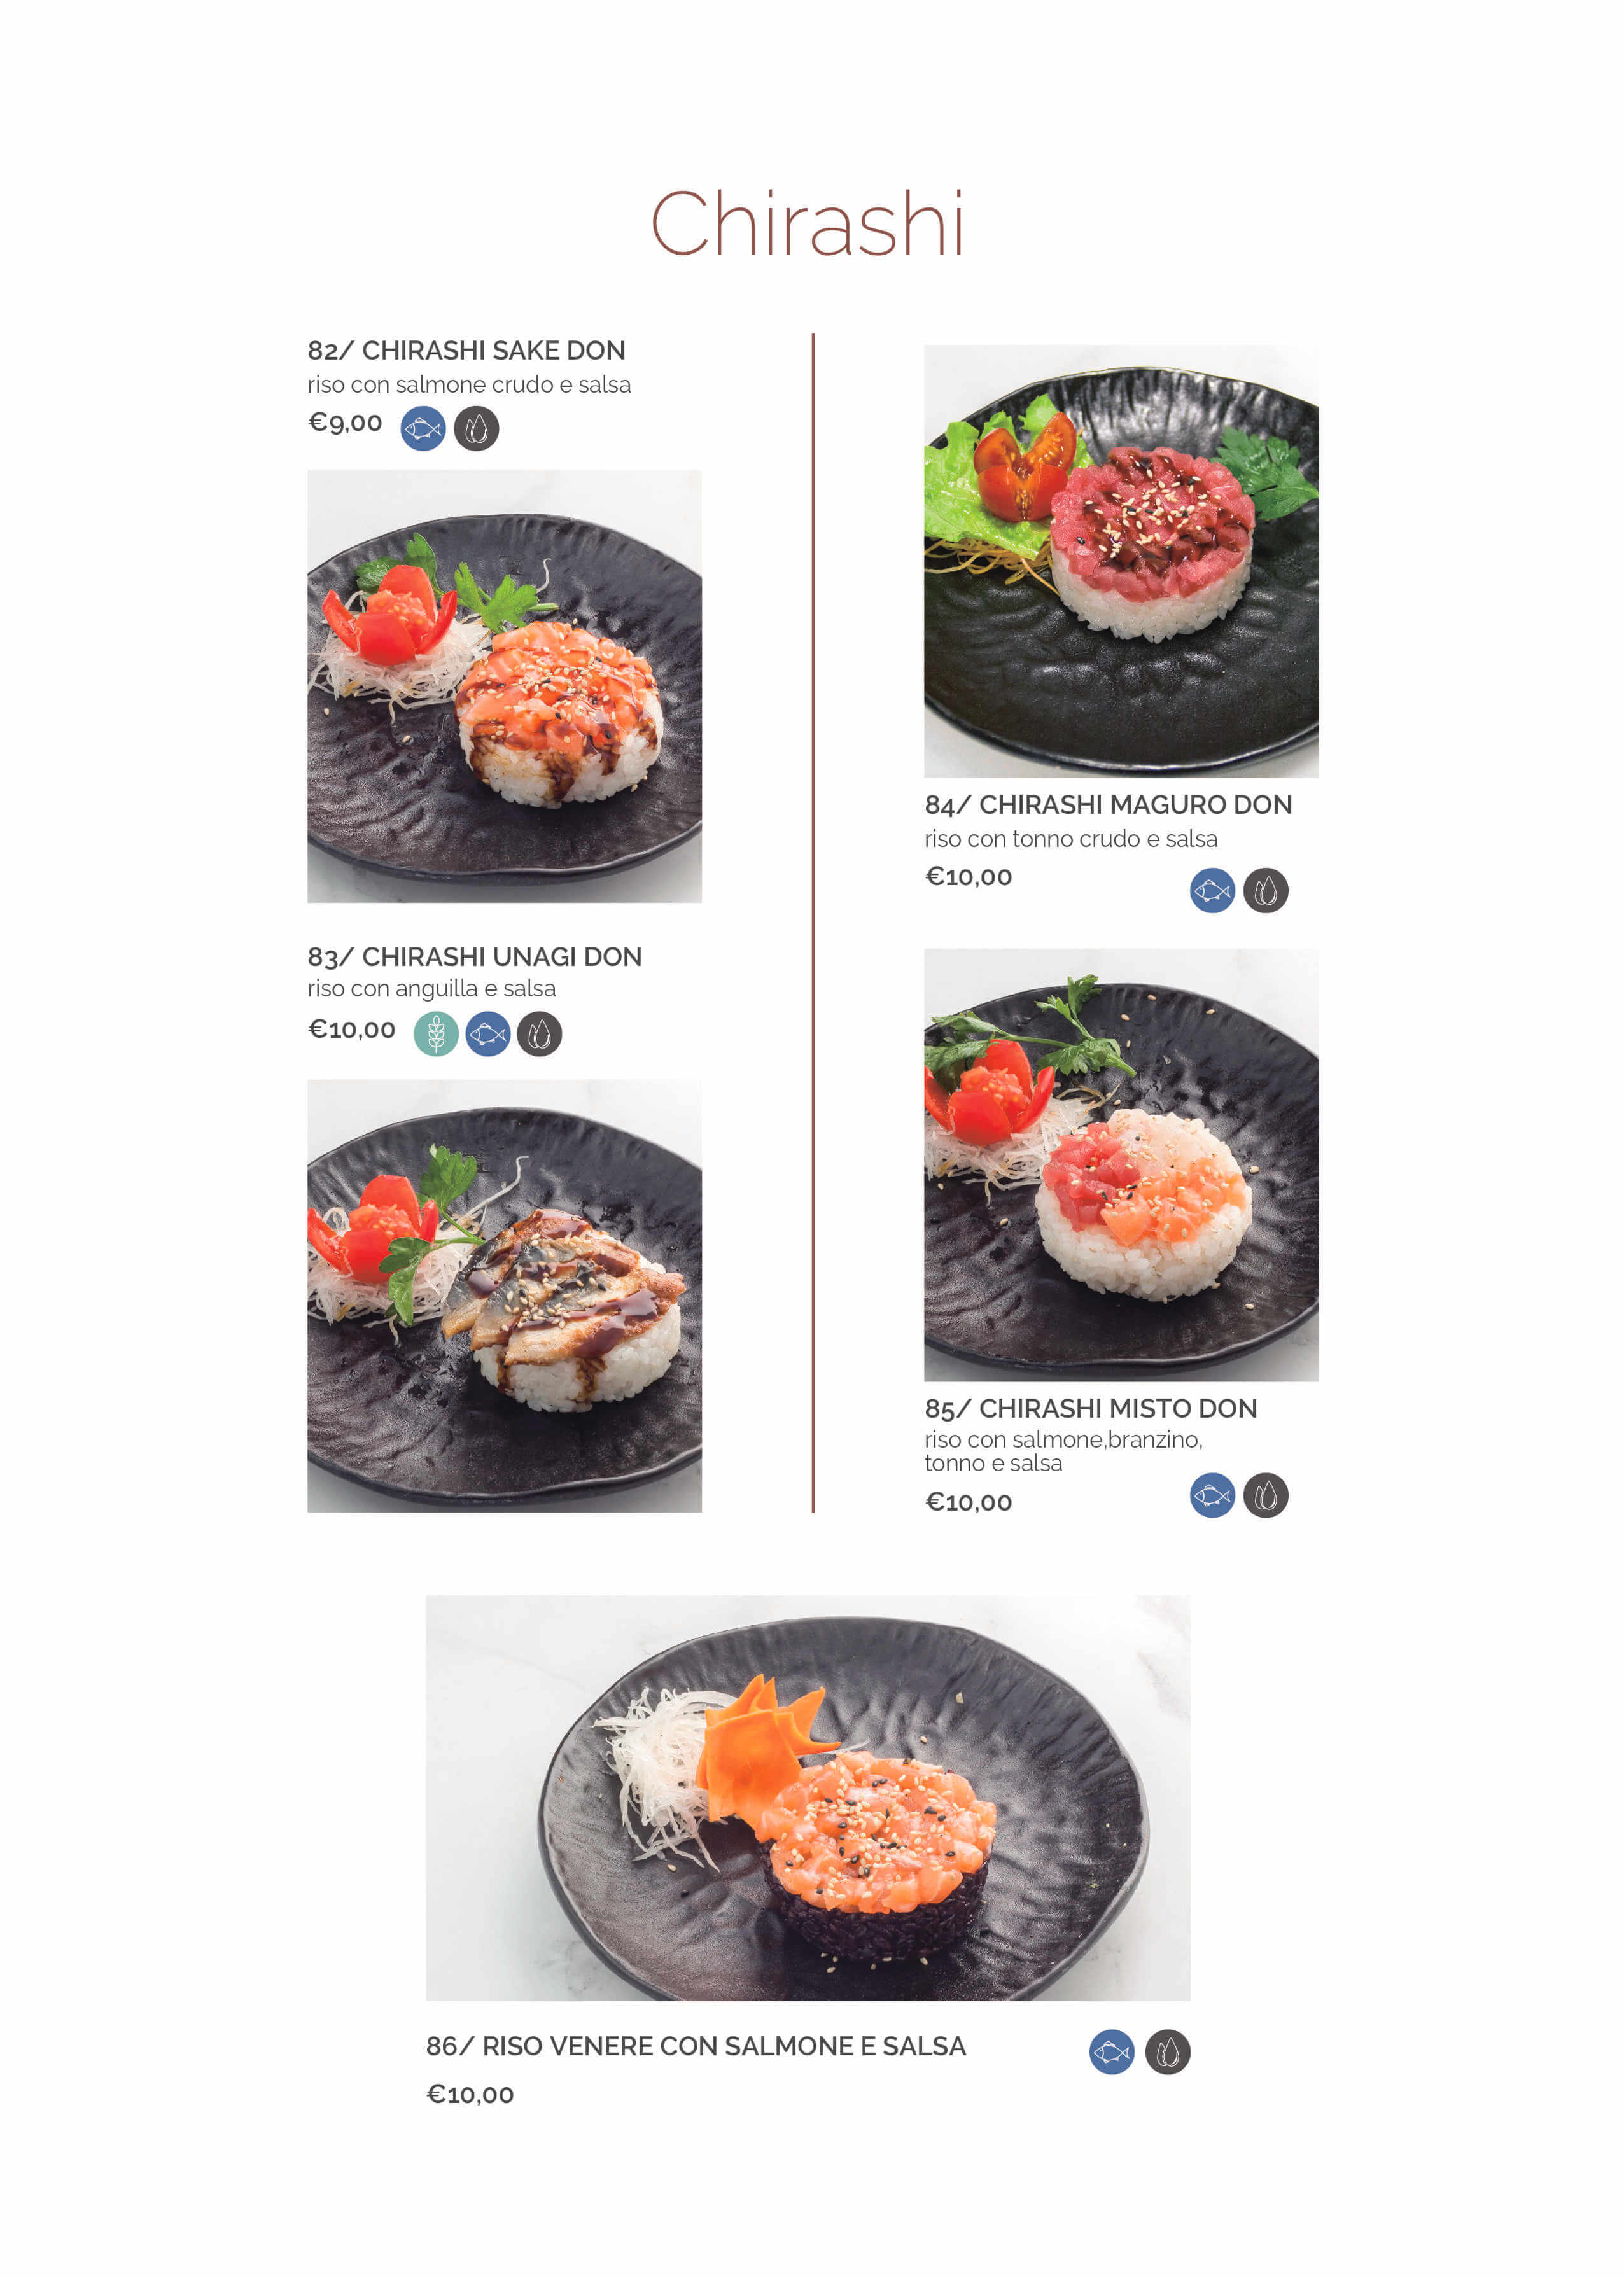 Chirashi
82/ CHIRASHI SAKE DON
riso con salmone crudo e salsa
€9,00
83/ CHIRASHI UNAGI DON
riso con anguilla e salsa
€10,00
84/ CHIRASHI MAGURO DON
riso con tonno crudo e salsa
€10,00
85/ CHIRASHI MISTO DON
riso con salmone,branzino,
tonno e salsa
€10,00
86/ RISO VENERE CON SALMONE E SALSA
€10,00